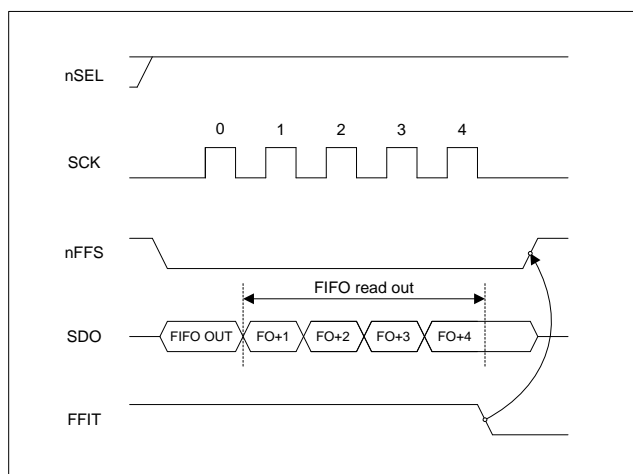 nSEL
0 1 2 3 4
SCK
nFFS
FIFO read out
SDO FIFO OUT FO+1 FO+2 FO+3 FO+4
FFIT